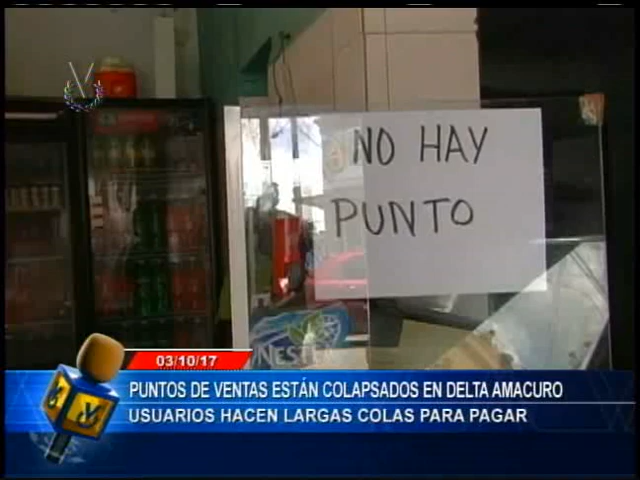 NO HAY
PUNTO
NESTEA
03/10/17
PUNTOS DE VENTAS ESTÁN COLAPSADOS EN DELTA AMACURO
USUARIOS HACEN LARGAS COLAS PARA PAGAR